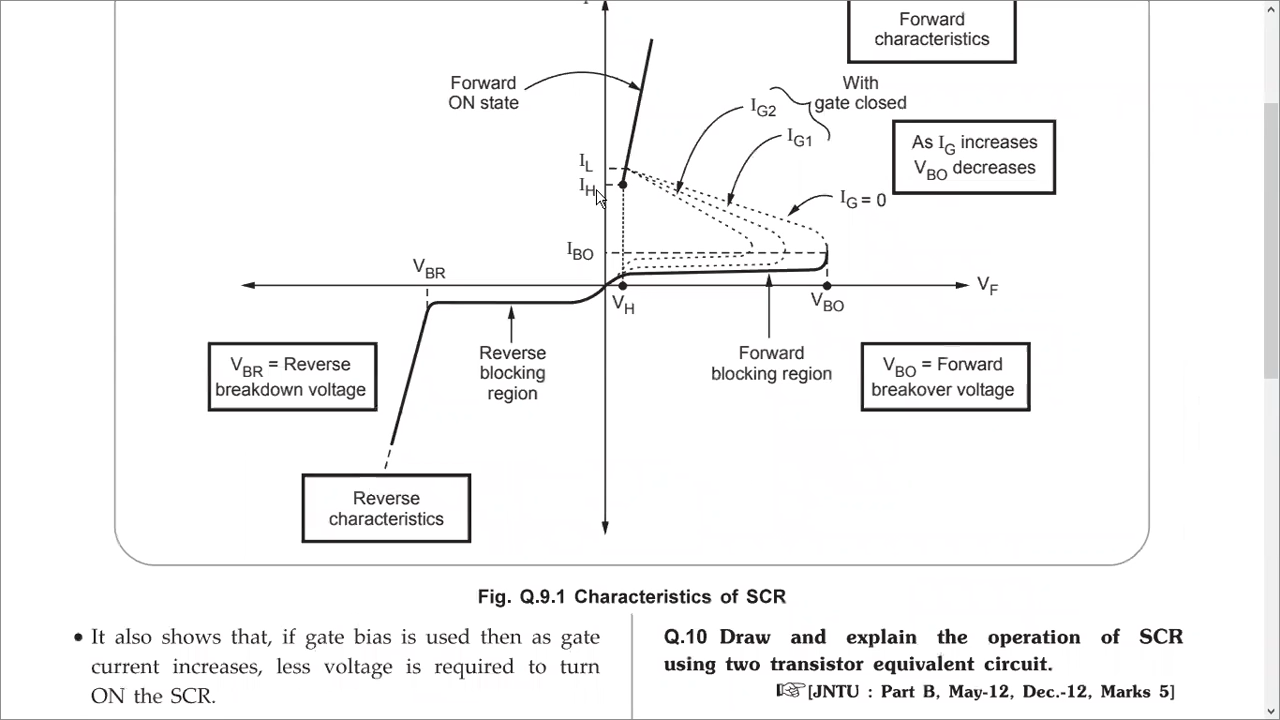 Forward
characteristics
Forward
ON state
With
gate closed
IG2
IG1
As IG increases
VBO decreases
IL
IH
IG = 0
IBO
VBR
VF
VH
VBO
VBR = Reverse
breakdown voltage
Reverse
blocking
region
Forward
blocking region
VBO = Forward
breakover voltage
Reverse
characteristics
Fig. Q.9.1 Characteristics of SCR
• It also shows that, if gate bias is used then as gate
current increases, less voltage is required to turn
ON the SCR.
Q.10 Draw and explain the operation of SCR
using two transistor equivalent circuit.
☞ [JNTU : Part B, May-12, Dec.-12, Marks 5]